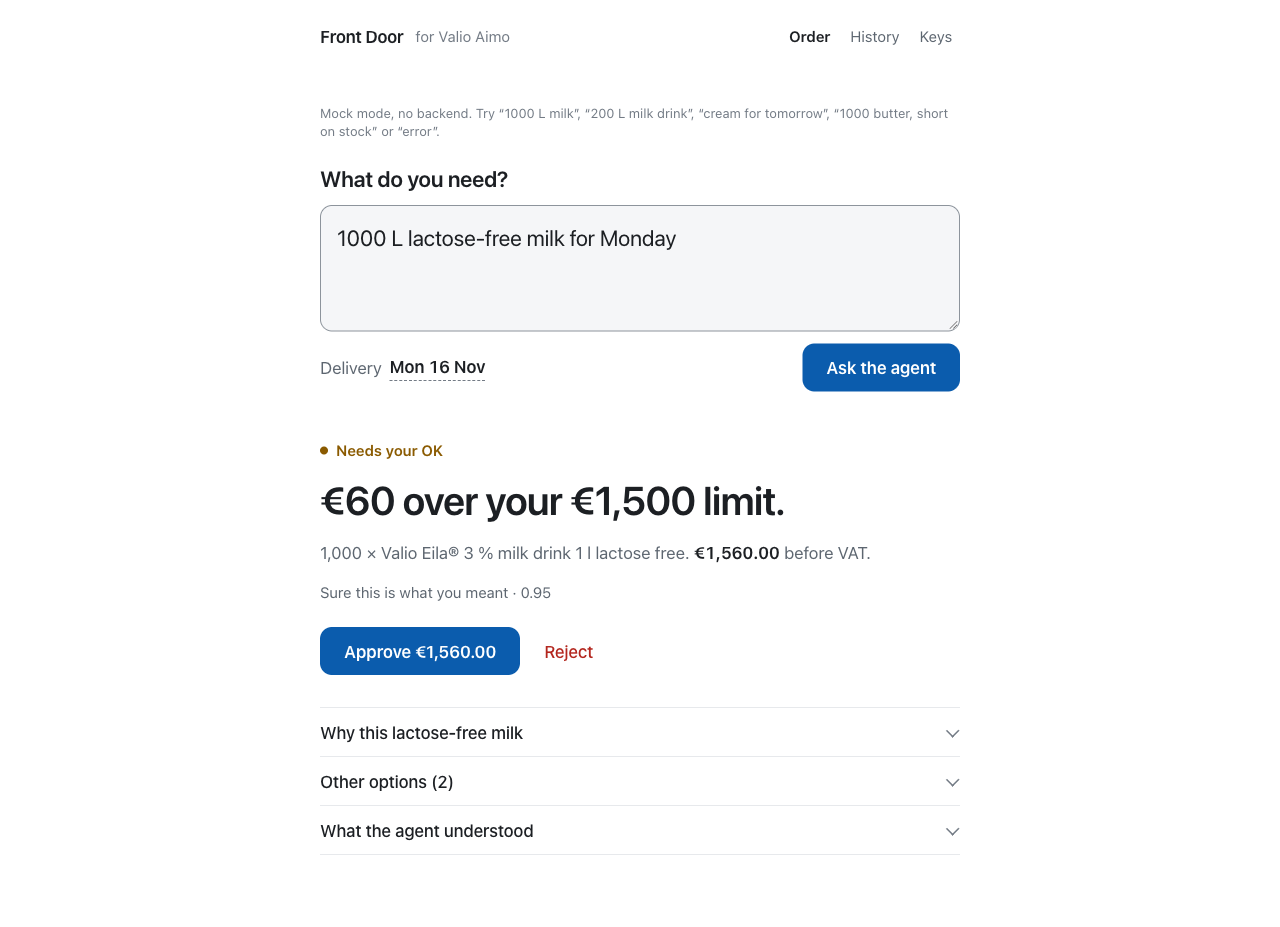 Front Door for Valio Aimo Order History Keys
Mock mode, no backend. Try “1000 L milk”, “200 L milk drink”, “cream for tomorrow”, “1000 butter, short
on stock” or “error”.
What do you need?
1000 L lactose-free milk for Monday
Delivery Mon 16 Nov Ask the agent
Needs your OK
€60 over your €1,500 limit.
1,000 × Valio Eila® 3 % milk drink 1 l lactose free. €1,560.00 before VAT.
Sure this is what you meant · 0.95
Approve €1,560.00 Reject
Why this lactose-free milk
Other options (2)
What the agent understood